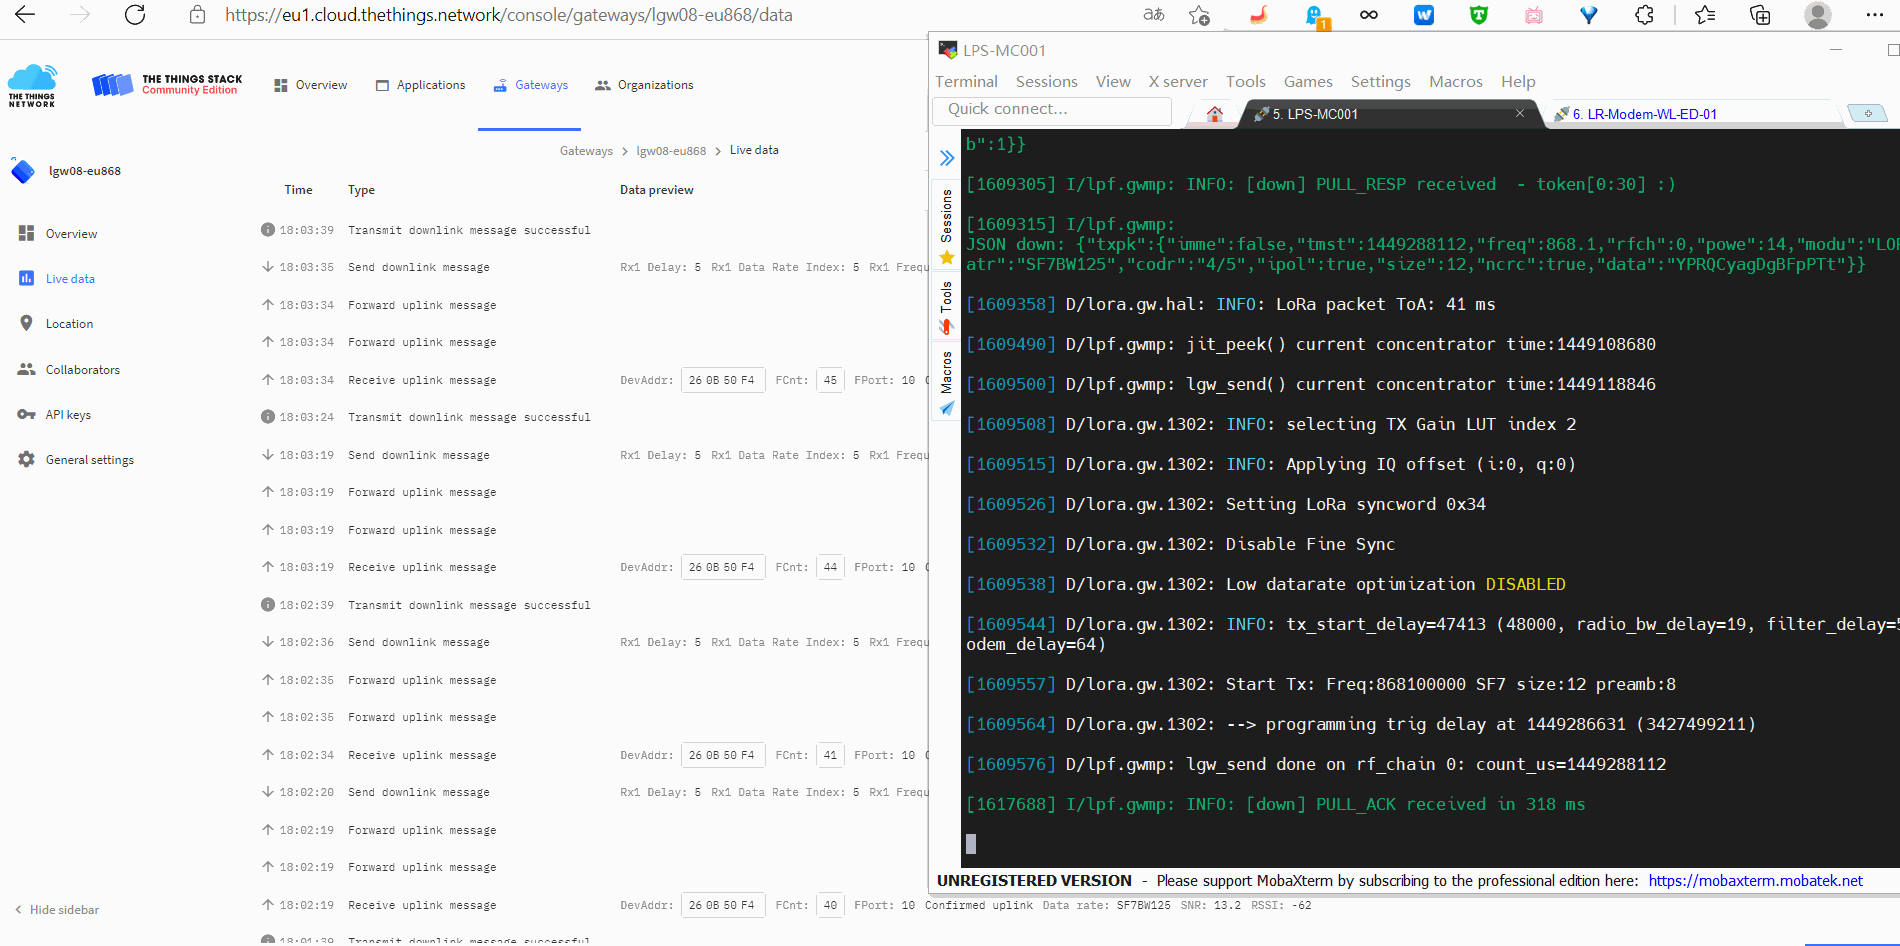 https://eu1.cloud.thethings.network/console/gateways/lgw08-eu868/data
THE THINGS
NETWORK
THE THINGS STACK
Community Edition
Overview
Applications
Gateways
Organizations
Gateways > lgw08-eu868 > Live data
lgw08-eu868
Overview
Live data
Location
Collaborators
API keys
General settings
Hide sidebar
Time Type Data preview
18:03:39 Transmit downlink message successful
18:03:35 Send downlink message Rx1 Delay: 5 Rx1 Data Rate Index: 5 Rx1 Frequ
18:03:34 Forward uplink message
18:03:34 Forward uplink message
18:03:34 Receive uplink message DevAddr: 26 0B 50 F4 FCnt: 45 FPort: 10
18:03:24 Transmit downlink message successful
18:03:19 Send downlink message Rx1 Delay: 5 Rx1 Data Rate Index: 5 Rx1 Frequ
18:03:19 Forward uplink message
18:03:19 Forward uplink message
18:03:19 Receive uplink message DevAddr: 26 0B 50 F4 FCnt: 44 FPort: 10
18:02:39 Transmit downlink message successful
18:02:36 Send downlink message Rx1 Delay: 5 Rx1 Data Rate Index: 5 Rx1 Frequ
18:02:35 Forward uplink message
18:02:35 Forward uplink message
18:02:34 Receive uplink message DevAddr: 26 0B 50 F4 FCnt: 41 FPort: 10
18:02:20 Send downlink message Rx1 Delay: 5 Rx1 Data Rate Index: 5 Rx1 Frequ
18:02:19 Forward uplink message
18:02:19 Forward uplink message
18:02:19 Receive uplink message DevAddr: 26 0B 50 F4 FCnt: 40 FPort: 10 Confirmed uplink Data rate: SF7BW125 SNR: 13.2 RSSI: -62
18:01:39 Transmit downlink message successful
LPS-MC001
Terminal Sessions View X server Tools Games Settings Macros Help
Quick connect...
5. LPS-MC001
6. LR-Modem-WL-ED-01
Sessions
Tools
Macros
b":1}}
[1609305] I/lpf.gwmp: INFO: [down] PULL_RESP received  - token[0:30] :)
[1609315] I/lpf.gwmp:
JSON down: {"txpk":{"imme":false,"tmst":1449288112,"freq":868.1,"rfch":0,"powe":14,"modu":"LOR
atr":"SF7BW125","codr":"4/5","ipol":true,"size":12,"ncrc":true,"data":"YPRQCyagDgBFpPTt"}}
[1609358] D/lora.gw.hal: INFO: LoRa packet ToA: 41 ms
[1609490] D/lpf.gwmp: jit_peek() current concentrator time:1449108680
[1609500] D/lpf.gwmp: lgw_send() current concentrator time:1449118846
[1609508] D/lora.gw.1302: INFO: selecting TX Gain LUT index 2
[1609515] D/lora.gw.1302: INFO: Applying IQ offset (i:0, q:0)
[1609526] D/lora.gw.1302: Setting LoRa syncword 0x34
[1609532] D/lora.gw.1302: Disable Fine Sync
[1609538] D/lora.gw.1302: Low datarate optimization DISABLED
[1609544] D/lora.gw.1302: INFO: tx_start_delay=47413 (48000, radio_bw_delay=19, filter_delay=5
odem_delay=64)
[1609557] D/lora.gw.1302: Start Tx: Freq:868100000 SF7 size:12 preamb:8
[1609564] D/lora.gw.1302: --> programming trig delay at 1449286631 (3427499211)
[1609576] D/lpf.gwmp: lgw_send done on rf_chain 0: count_us=1449288112
[1617688] I/lpf.gwmp: INFO: [down] PULL_ACK received in 318 ms
UNREGISTERED VERSION - Please support MobaXterm by subscribing to the professional edition here: https://mobaxterm.mobatek.net